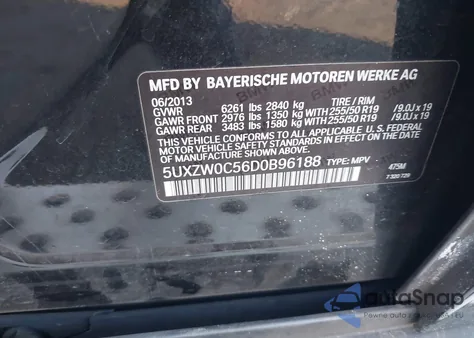 MFD BY BAYERISCHE MOTOREN WERKE AG
06/2013
GVWR 6261 lbs 2840 kg TIRE / RIM
GAWR FRONT 2976 lbs 1350 kg 255/50 R19 /9.0J x 19
GAWR REAR 3483 lbs 1580 kg 255/50 R19 /9.0J x 19
THIS VEHICLE CONFORMS TO ALL APPLICABLE U.S. FEDERAL
MOTOR VEHICLE SAFETY STANDARDS IN EFFECT ON THE
DATE OF MANUFACTURE SHOWN ABOVE.
5UXZW0C56D0B96188 TYPE: MPV
475M
7320729
autoSnap
Pewne auta